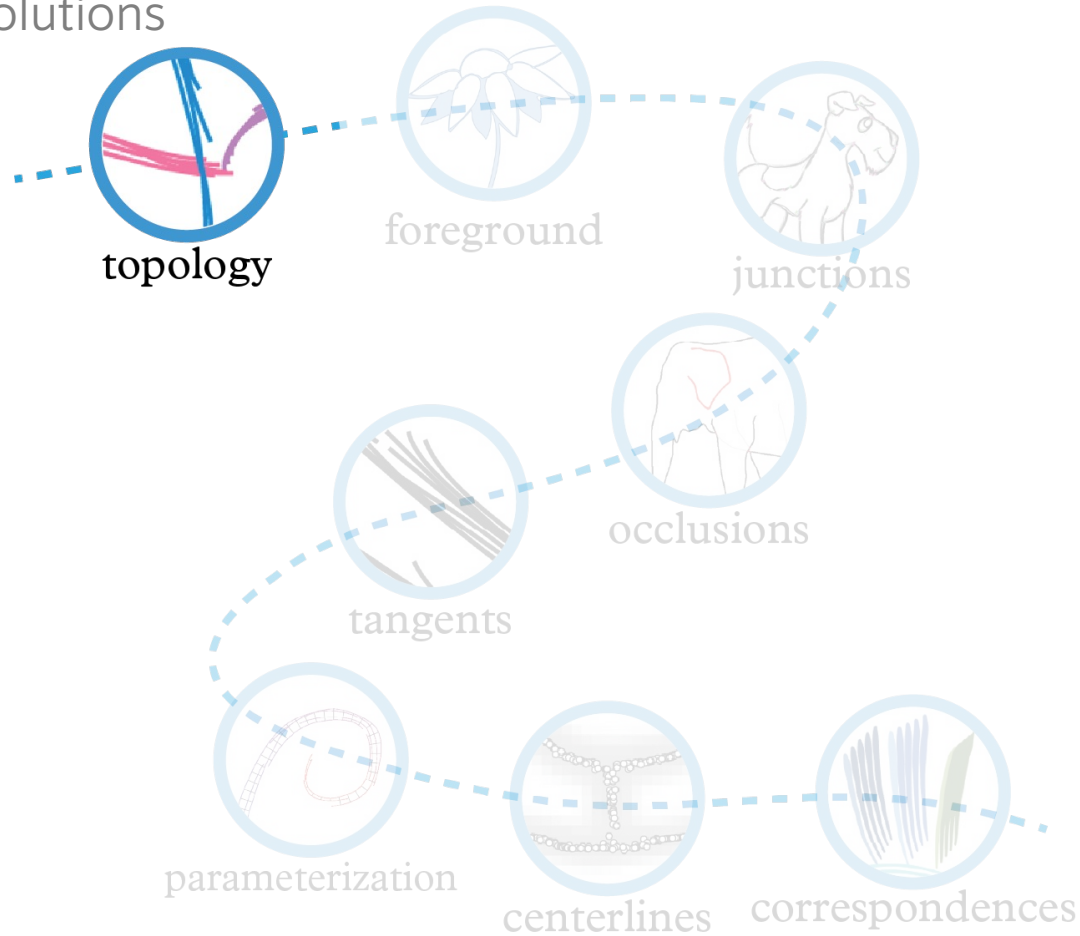 olutions
topology
foreground
junctions
occlusions
tangents
parameterization
centerlines
correspondences